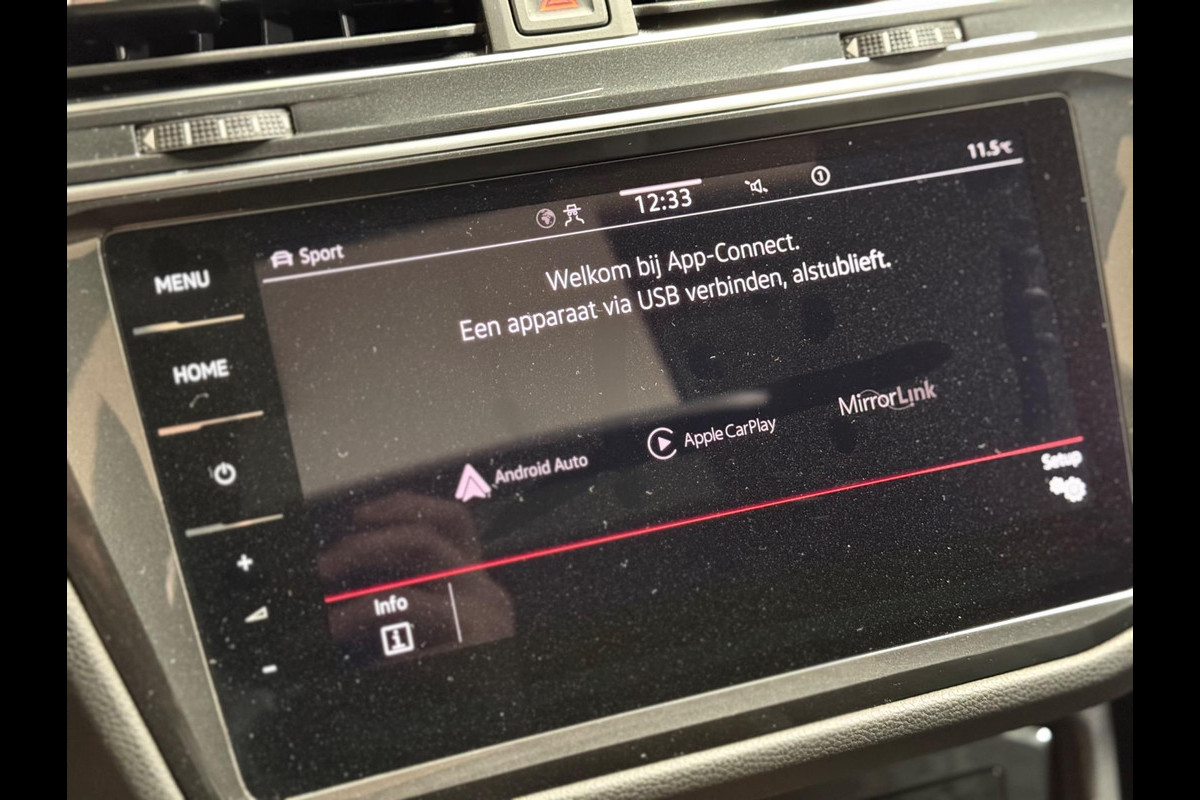 11.5°C
12:33
Sport
MENU
Welkom bij App-Connect.
Een apparaat via USB verbinden, alstublieft.
HOME
MirrorLink
Apple CarPlay
Android Auto
Setup
+
Info
i
-